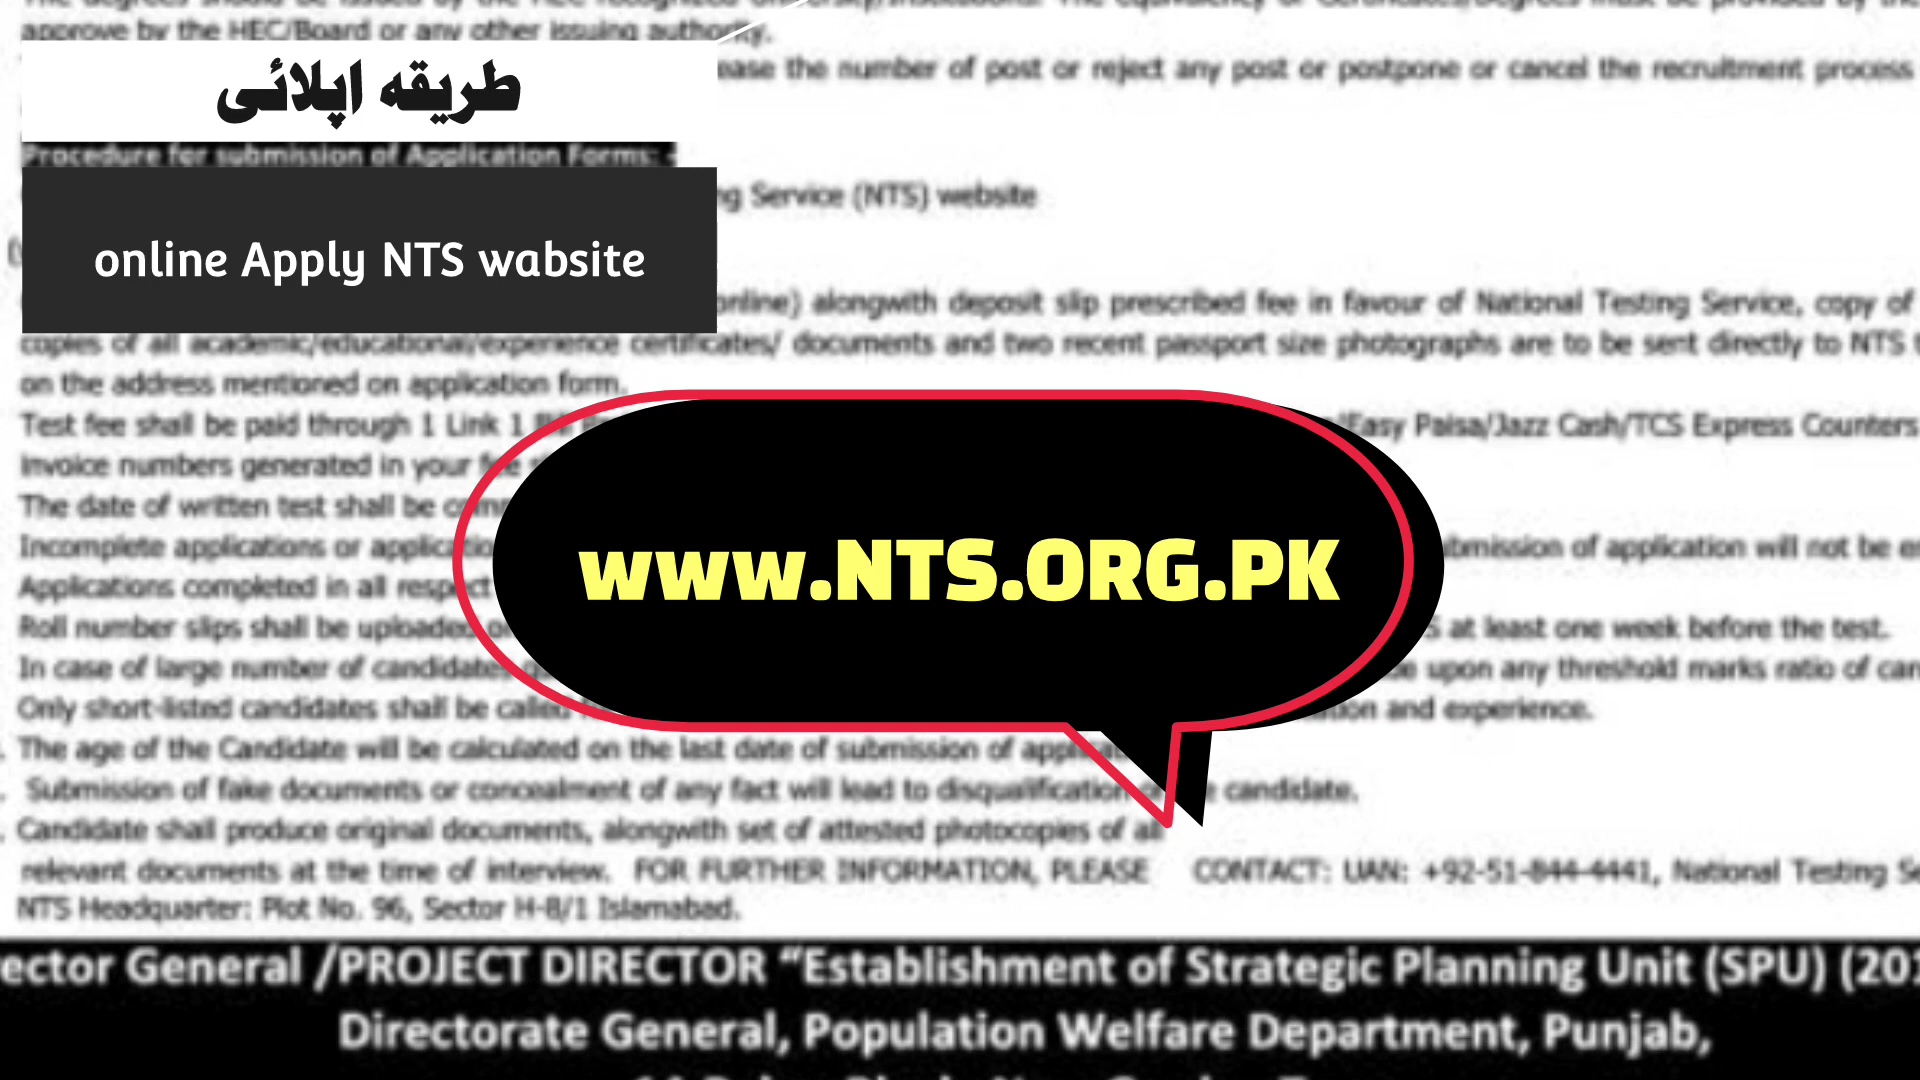 approve by the HEC/Board or any other issuing authority.
طریقہ اپلائی
ease the number of post or reject any post or postpone or cancel the recruitment process
Procedure for submission of Application Forms: -
ng Service (NTS) website
online Apply NTS wabsite
online) alongwith deposit slip prescribed fee in favour of National Testing Service, copy of
copies of all academic/educational/experience certificates/ documents and two recent passport size photographs are to be sent directly to NTS
on the address mentioned on application form.
Test fee shall be paid through 1 Link 1 Easy Paisa/Jazz Cash/TCS Express Counters
Invoice numbers generated in your fee
The date of written test shall be
www.NTS.ORG.PK
Incomplete applications or ubmission of application will not be
Applications completed in all respect
Roll number slips shall be uploaded S at least one week before the test.
In case of large number of candidates upon any threshold marks ratio of
Only short-listed candidates shall be called and experience.
The age of the Candidate will be calculated on the last date of submission of
Submission of fake documents or concealment of any fact will lead to disqualification candidate.
Candidate shall produce original documents, alongwith set of attested photocopies of all
relevant documents at the time of interview. FOR FURTHER INFORMATION, PLEASE CONTACT: UAN: +92-51-844-4441, National Testing
NTS Headquarter: Plot No. 96, Sector H-8/1 Islamabad.
ector General /PROJECT DIRECTOR “Establishment of Strategic Planning Unit (SPU) (201
Directorate General, Population Welfare Department, Punjab,